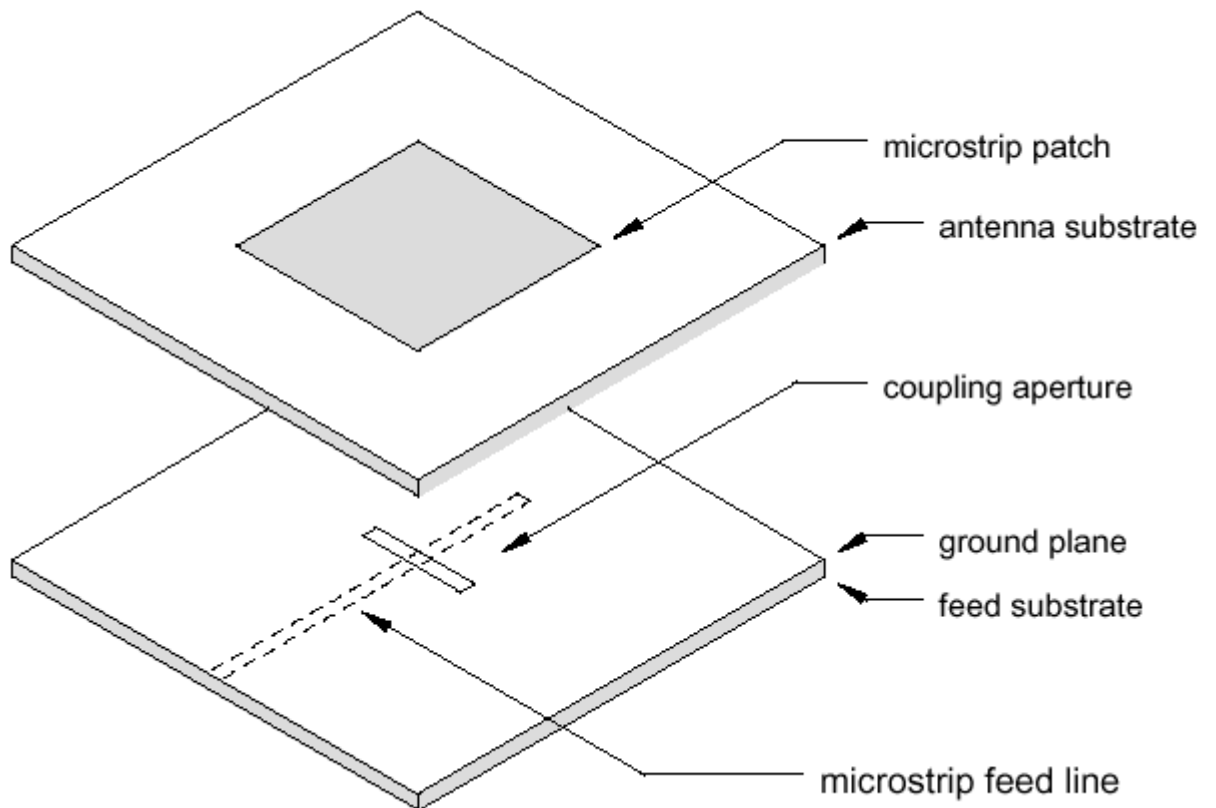 microstrip patch
antenna substrate
coupling aperture
ground plane
feed substrate
microstrip feed line